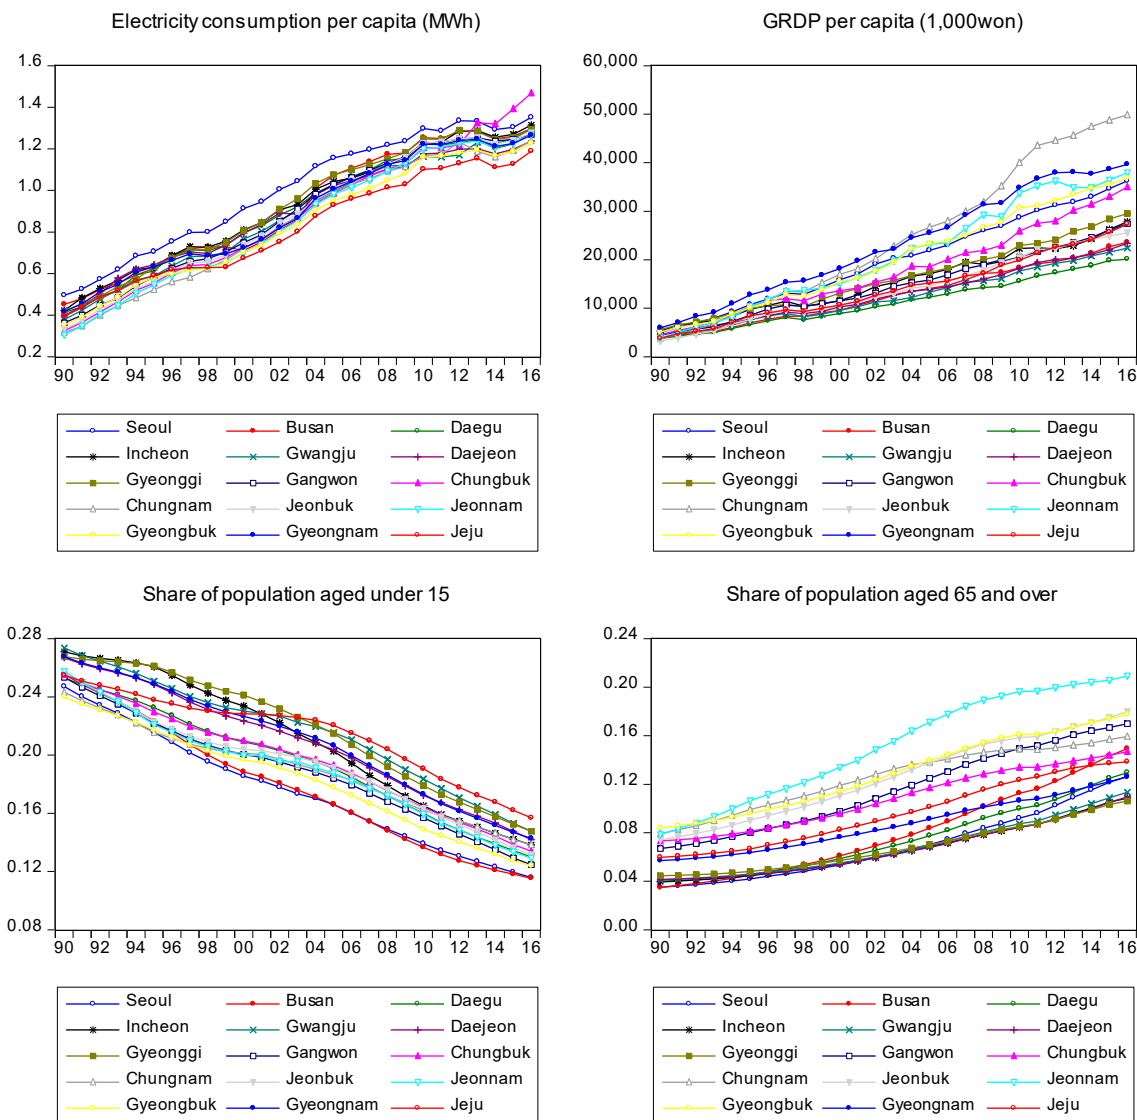 Electricity consumption per capita (MWh)
1.6
1.4
1.2
1.0
0.8
0.6
0.4
0.2
90 92 94 96 98 00 02 04 06 08 10 12 14 16
Seoul Busan Daegu
Incheon Gwangju Daejeon
Gyeonggi Gangwon Chungbuk
Chungnam Jeonbuk Jeonnam
Gyeongbuk Gyeongnam Jeju
GRDP per capita (1,000won)
60,000
50,000
40,000
30,000
20,000
10,000
0
90 92 94 96 98 00 02 04 06 08 10 12 14 16
Seoul Busan Daegu
Incheon Gwangju Daejeon
Gyeonggi Gangwon Chungbuk
Chungnam Jeonbuk Jeonnam
Gyeongbuk Gyeongnam Jeju
Share of population aged under 15
0.28
0.24
0.20
0.16
0.12
0.08
90 92 94 96 98 00 02 04 06 08 10 12 14 16
Seoul Busan Daegu
Incheon Gwangju Daejeon
Gyeonggi Gangwon Chungbuk
Chungnam Jeonbuk Jeonnam
Gyeongbuk Gyeongnam Jeju
Share of population aged 65 and over
0.24
0.20
0.16
0.12
0.08
0.04
0.00
90 92 94 96 98 00 02 04 06 08 10 12 14 16
Seoul Busan Daegu
Incheon Gwangju Daejeon
Gyeonggi Gangwon Chungbuk
Chungnam Jeonbuk Jeonnam
Gyeongbuk Gyeongnam Jeju